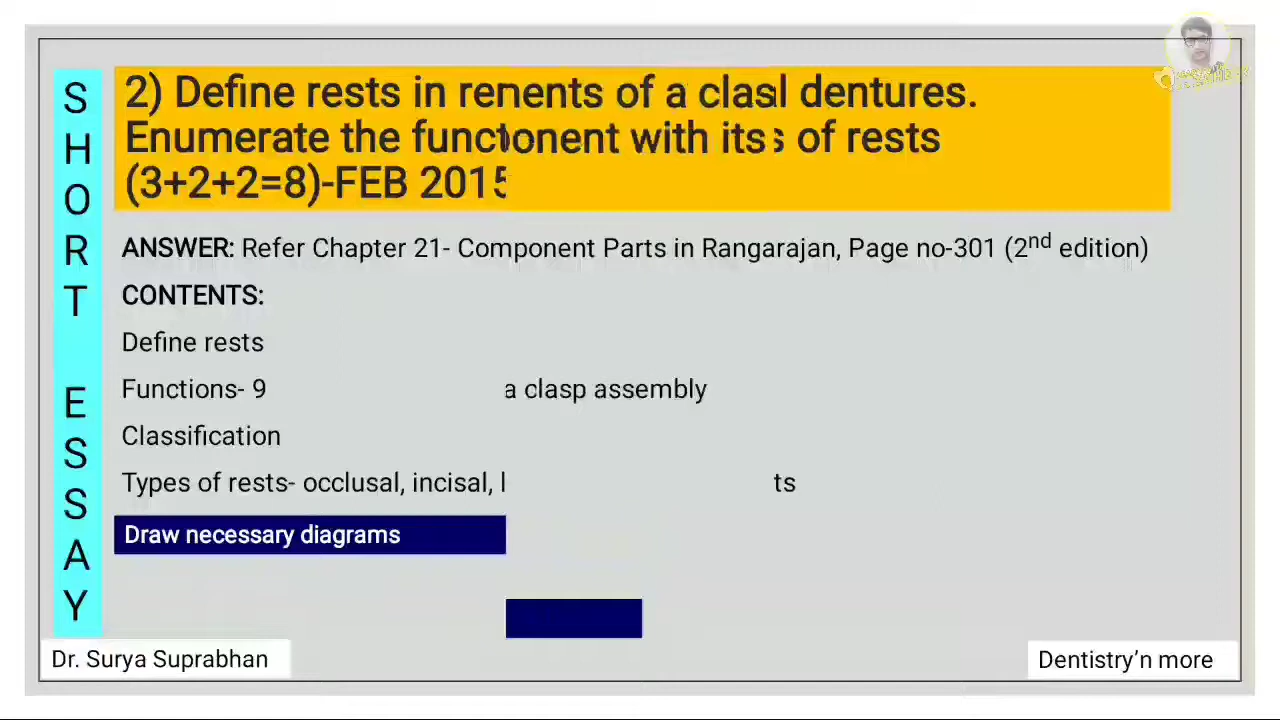 SHORT ESSAY
2) Define rests in renents of a clasl dentures.
Enumerate the functonent with its s of rests
(3+2+2=8)-FEB 2015
ANSWER: Refer Chapter 21- Component Parts in Rangarajan, Page no-301 (2nd edition)
CONTENTS:
Define rests
Functions- 9 a clasp assembly
Classification
Types of rests- occlusal, incisal, l ts
Draw necessary diagrams
Dr. Surya Suprabhan
Dentistry’n more